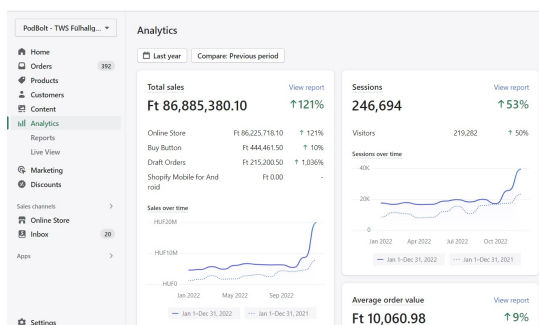 PodBolt - TWS Fülhallg...
Home
Orders 392
Products
Customers
Content
Analytics
Reports
Live View
Marketing
Discounts
Sales channels
Online Store
Inbox 20
Apps
Settings
Analytics
Last year Compare: Previous period
Total sales View report
Ft 86,885,380.10 ↑121%
Online Store Ft 86,225,718.10 ↑ 121%
Buy Button Ft 444,461.50 ↑ 10%
Draft Orders Ft 215,200.50 ↑ 1,036%
Shopify Mobile for And Ft 0.00 -
roid
Sales over time
HUF20M
HUF10M
HUF0
Jan 2022 May 2022 Sep 2022
Jan 1–Dec 31, 2022 Jan 1–Dec 31, 2021
Sessions View report
246,694 ↑53%
Visitors 219,282 ↑ 50%
Sessions over time
40K
20K
0
Jan 2022 Apr 2022 Jul 2022 Oct 2022
Jan 1–Dec 31, 2022 Jan 1–Dec 31, 2021
Average order value View report
Ft 10,060.98 ↑9%